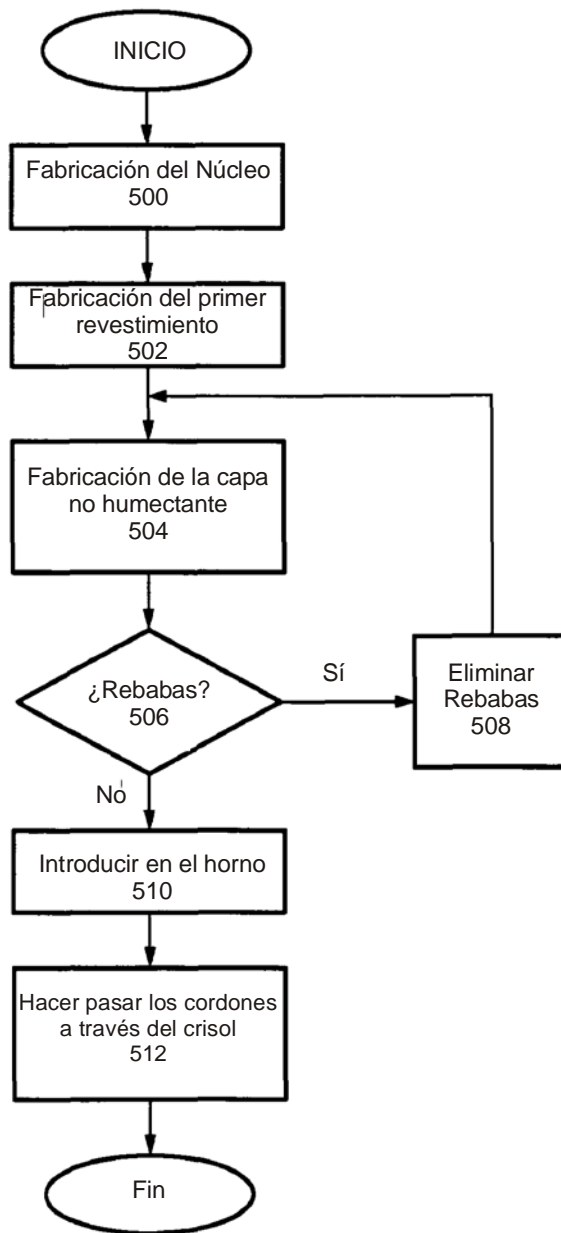 INICIO
Fabricación del Núcleo
500
Fabricación del primer
revestimiento
502
Fabricación de la capa
no humectante
504
¿Rebabas?
506
Sí
Eliminar
Rebabas
508
No
Introducir en el horno
510
Hacer pasar los cordones
a través del crisol
512
Fin